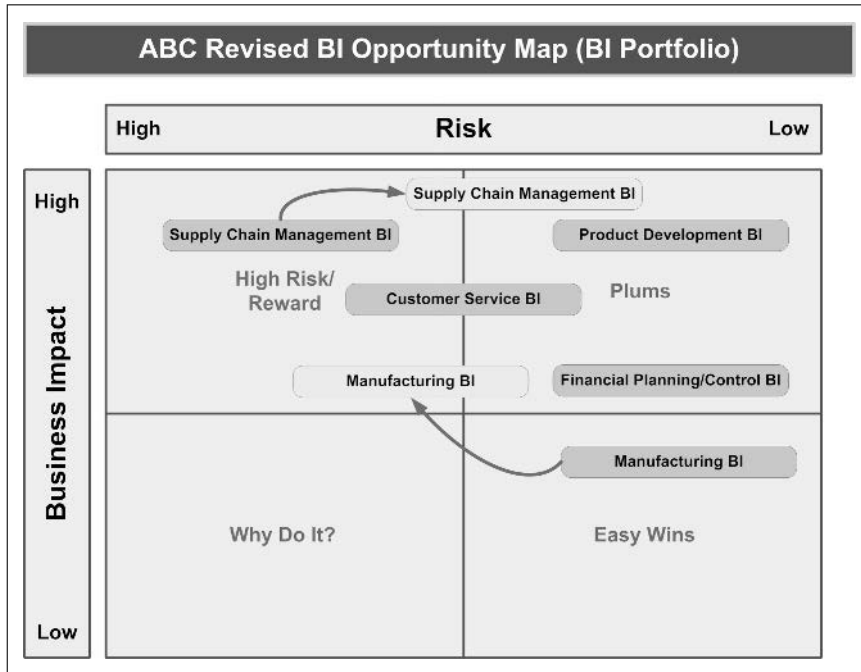 ABC Revised BI Opportunity Map (BI Portfolio)
High Risk Low
High
Business Impact
Low
Supply Chain Management BI
Supply Chain Management BI
Product Development BI
High Risk/
Reward
Customer Service BI
Plums
Manufacturing BI
Financial Planning/Control BI
Manufacturing BI
Why Do It?
Easy Wins